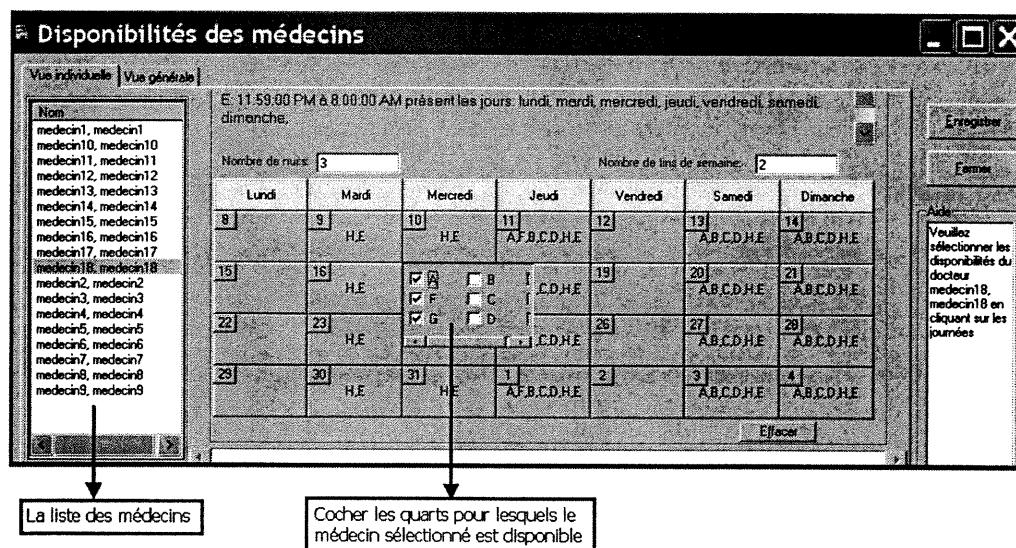 Disponibilités des médecins
Vue individuelle Vue générale
Nom
medecin1, medecin1
medecin10, medecin10
medecin11, medecin11
medecin12, medecin12
medecin13, medecin13
medecin14, medecin14
medecin15, medecin15
medecin16, medecin16
medecin17, medecin17
medecin18, medecin18
medecin2, medecin2
medecin3, medecin3
medecin4, medecin4
medecin5, medecin5
medecin6, medecin6
medecin7, medecin7
medecin8, medecin8
medecin9, medecin9
E: 11:59:00 PM à 8:00:00 AM présent les jours: lundi, mardi, mercredi, jeudi, vendredi, samedi,
dimanche,
Nombre de nuits: 3 Nombre de fins de semaine: 2
Lundi Mardi Mercredi Jeudi Vendredi Samedi Dimanche
8 9 10 11 12 13 14
H,E H,E A,F,B,C,D,H,E A,B,C,D,H,E A,B,C,D,H,E
15 16 19 20 21
H,E ,C,D,H,E A,B,C,D,H,E A,B,C,D,H,E
A B
F C
G D
22 23 26 27 28
H,E ,C,D,H,E A,B,C,D,H,E A,B,C,D,H,E
29 30 31 1 2 3 4
H,E H,E A,F,B,C,D,H,E A,B,C,D,H,E A,B,C,D,H,E
Effacer
Enregistrer
Fermer
Aide
Veuillez
sélectionner les
disponibilités du
docteur
medecin18,
medecin18 en
cliquant sur les
journées
La liste des médecins
Cocher les quarts pour lesquels le
médecin sélectionné est disponible